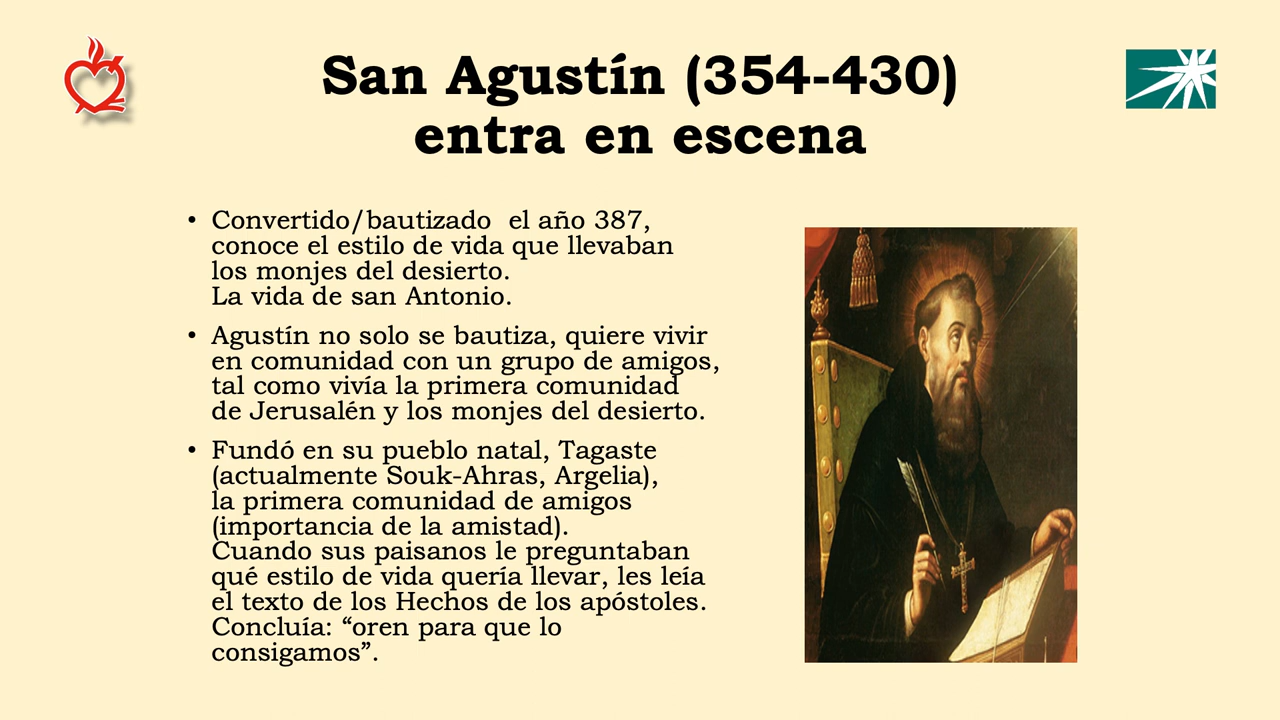 San Agustín (354-430)
entra en escena
• Convertido/bautizado  el año 387,
conoce el estilo de vida que llevaban
los monjes del desierto.
La vida de san Antonio.
• Agustín no solo se bautiza, quiere vivir
en comunidad con un grupo de amigos,
tal como vivía la primera comunidad
de Jerusalén y los monjes del desierto.
• Fundó en su pueblo natal, Tagaste
(actualmente Souk-Ahras, Argelia),
la primera comunidad de amigos
(importancia de la amistad).
Cuando sus paisanos le preguntaban
qué estilo de vida quería llevar, les leía
el texto de los Hechos de los apóstoles.
Concluía: “oren para que lo
consigamos”.